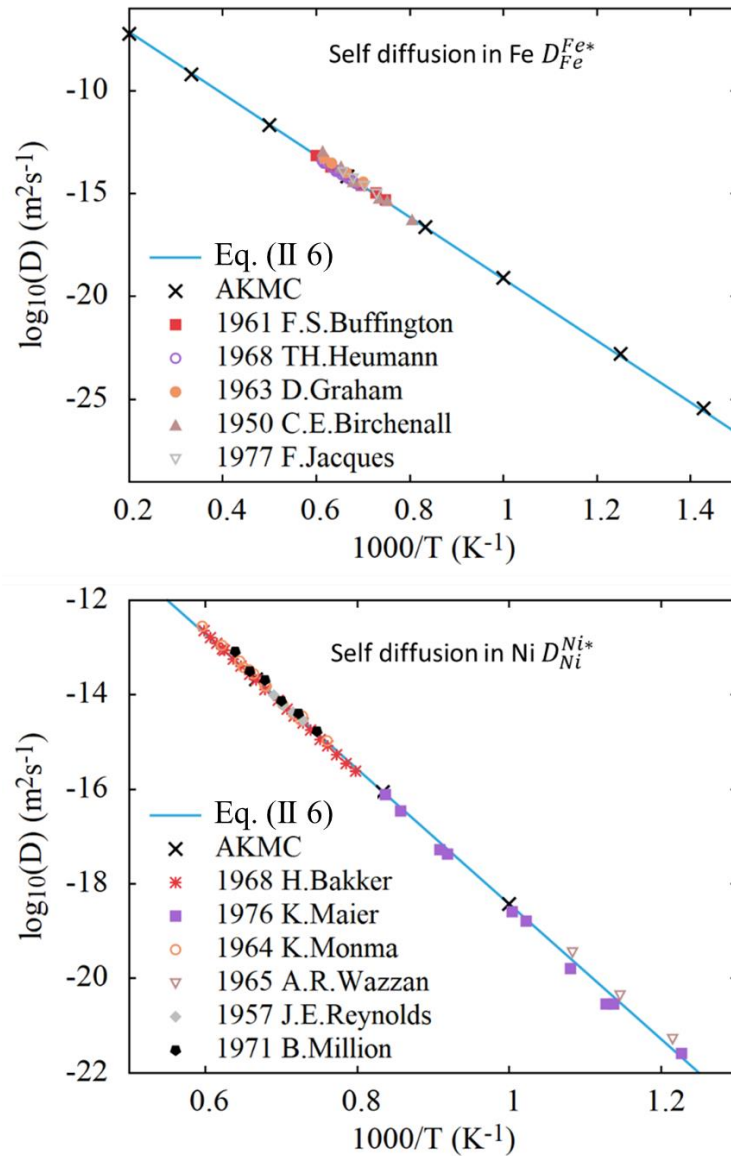 Self diffusion in Fe D_{Fe}^{Fe*}
log₁₀(D) (m²s⁻¹)
-10
-15
-20
-25
Eq. (II 6)
AKMC
1961 F.S.Buffington
1968 TH.Heumann
1963 D.Graham
1950 C.E.Birchenall
1977 F.Jacques
0.2 0.4 0.6 0.8 1 1.2 1.4
1000/T (K⁻¹)
Self diffusion in Ni D_{Ni}^{Ni*}
log₁₀(D) (m²s⁻¹)
-12
-14
-16
-18
-20
-22
Eq. (II 6)
AKMC
1968 H.Bakker
1976 K.Maier
1964 K.Monma
1965 A.R.Wazzan
1957 J.E.Reynolds
1971 B.Million
0.6 0.8 1 1.2
1000/T (K⁻¹)